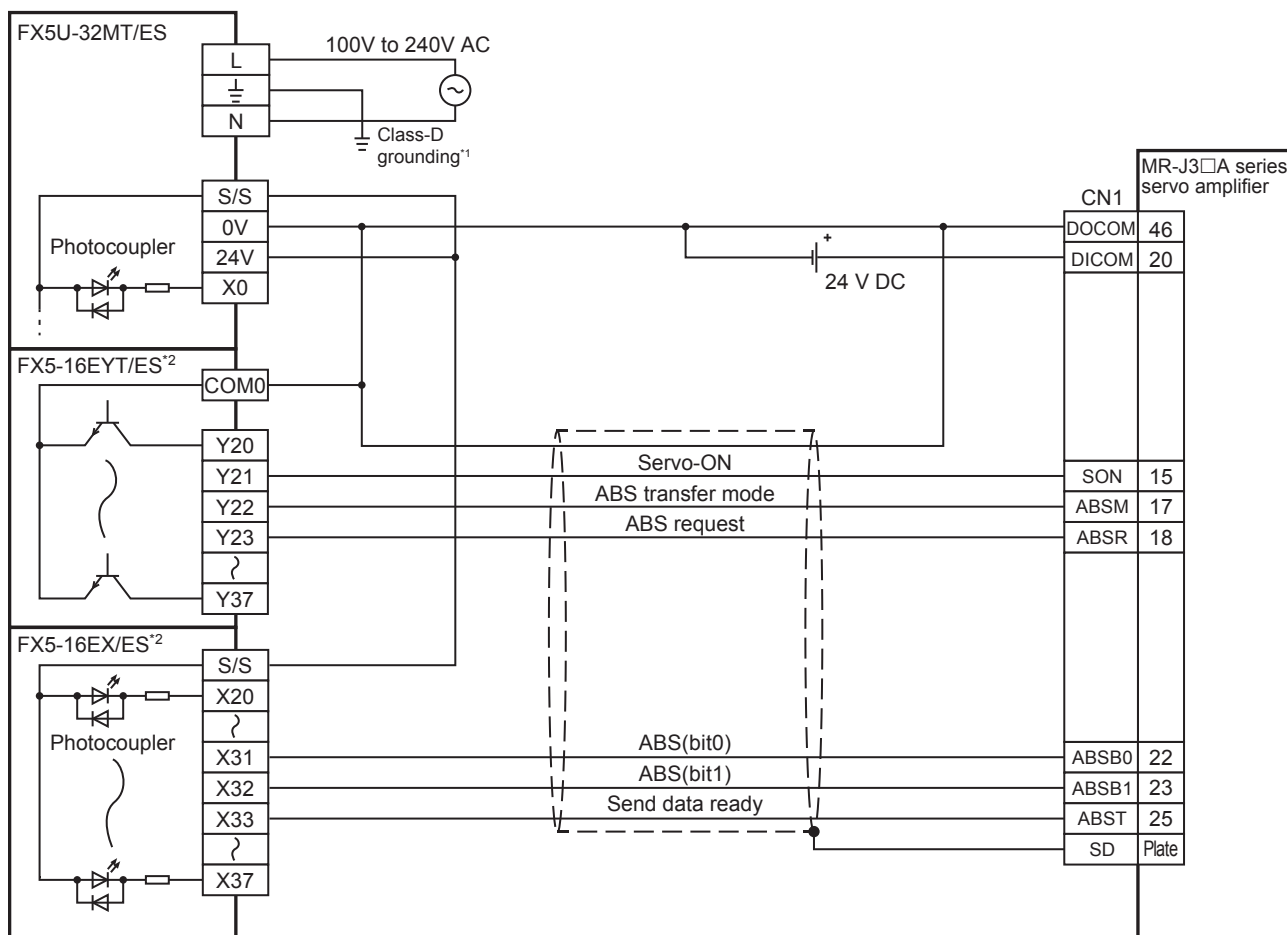 FX5U-32MT/ES
L
N
100V to 240V AC
Class-D
grounding*1
S/S
0V
24V
X0
Photocoupler
24 V DC
+
CN1
MR-J3□A series
servo amplifier
DOCOM 46
DICOM 20
FX5-16EYT/ES*2
COM0
Y20
Y21
Y22
Y23
Y37
Servo-ON
ABS transfer mode
ABS request
SON 15
ABSM 17
ABSR 18
FX5-16EX/ES*2
S/S
X20
Photocoupler
X31
X32
X33
X37
ABS(bit0)
ABS(bit1)
Send data ready
ABSB0 22
ABSB1 23
ABST 25
SD Plate